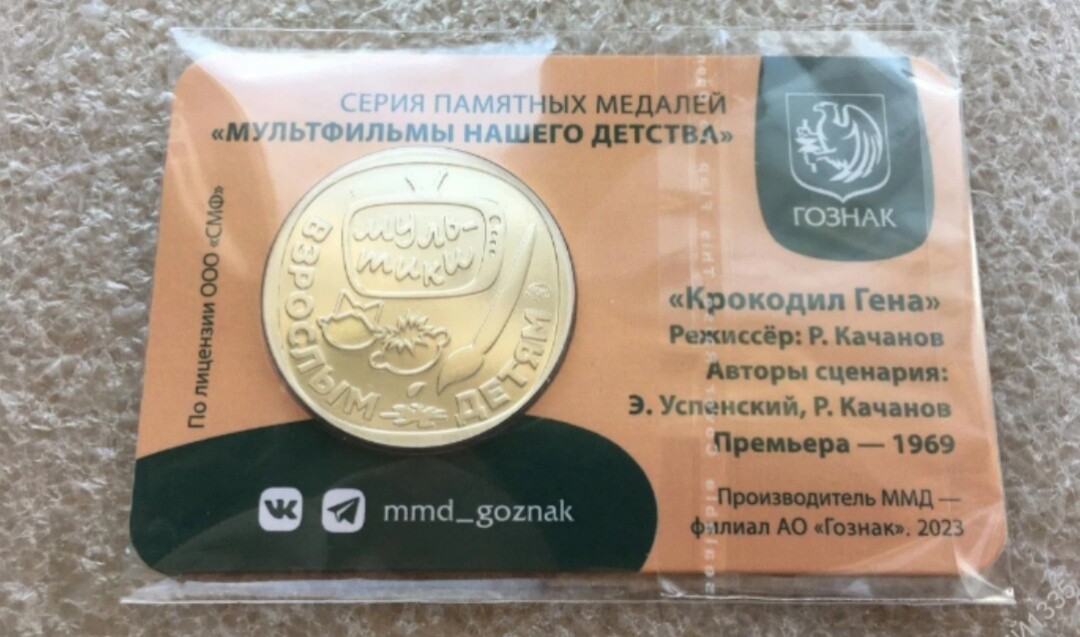 СЕРИЯ ПАМЯТНЫХ МЕДАЛЕЙ
«МУЛЬТФИЛЬМЫ НАШЕГО ДЕТСТВА»
ГОЗНАК
По лицензии ООО «СМФ»
муль-
тики
ВЗРОСЛЫМ
ДЕТЯМ
«Крокодил Гена»
Режиссёр: Р. Качанов
Авторы сценария:
Э. Успенский, Р. Качанов
Премьера — 1969
mmd_goznak
Производитель ММД —
филиал АО «Гознак». 2023